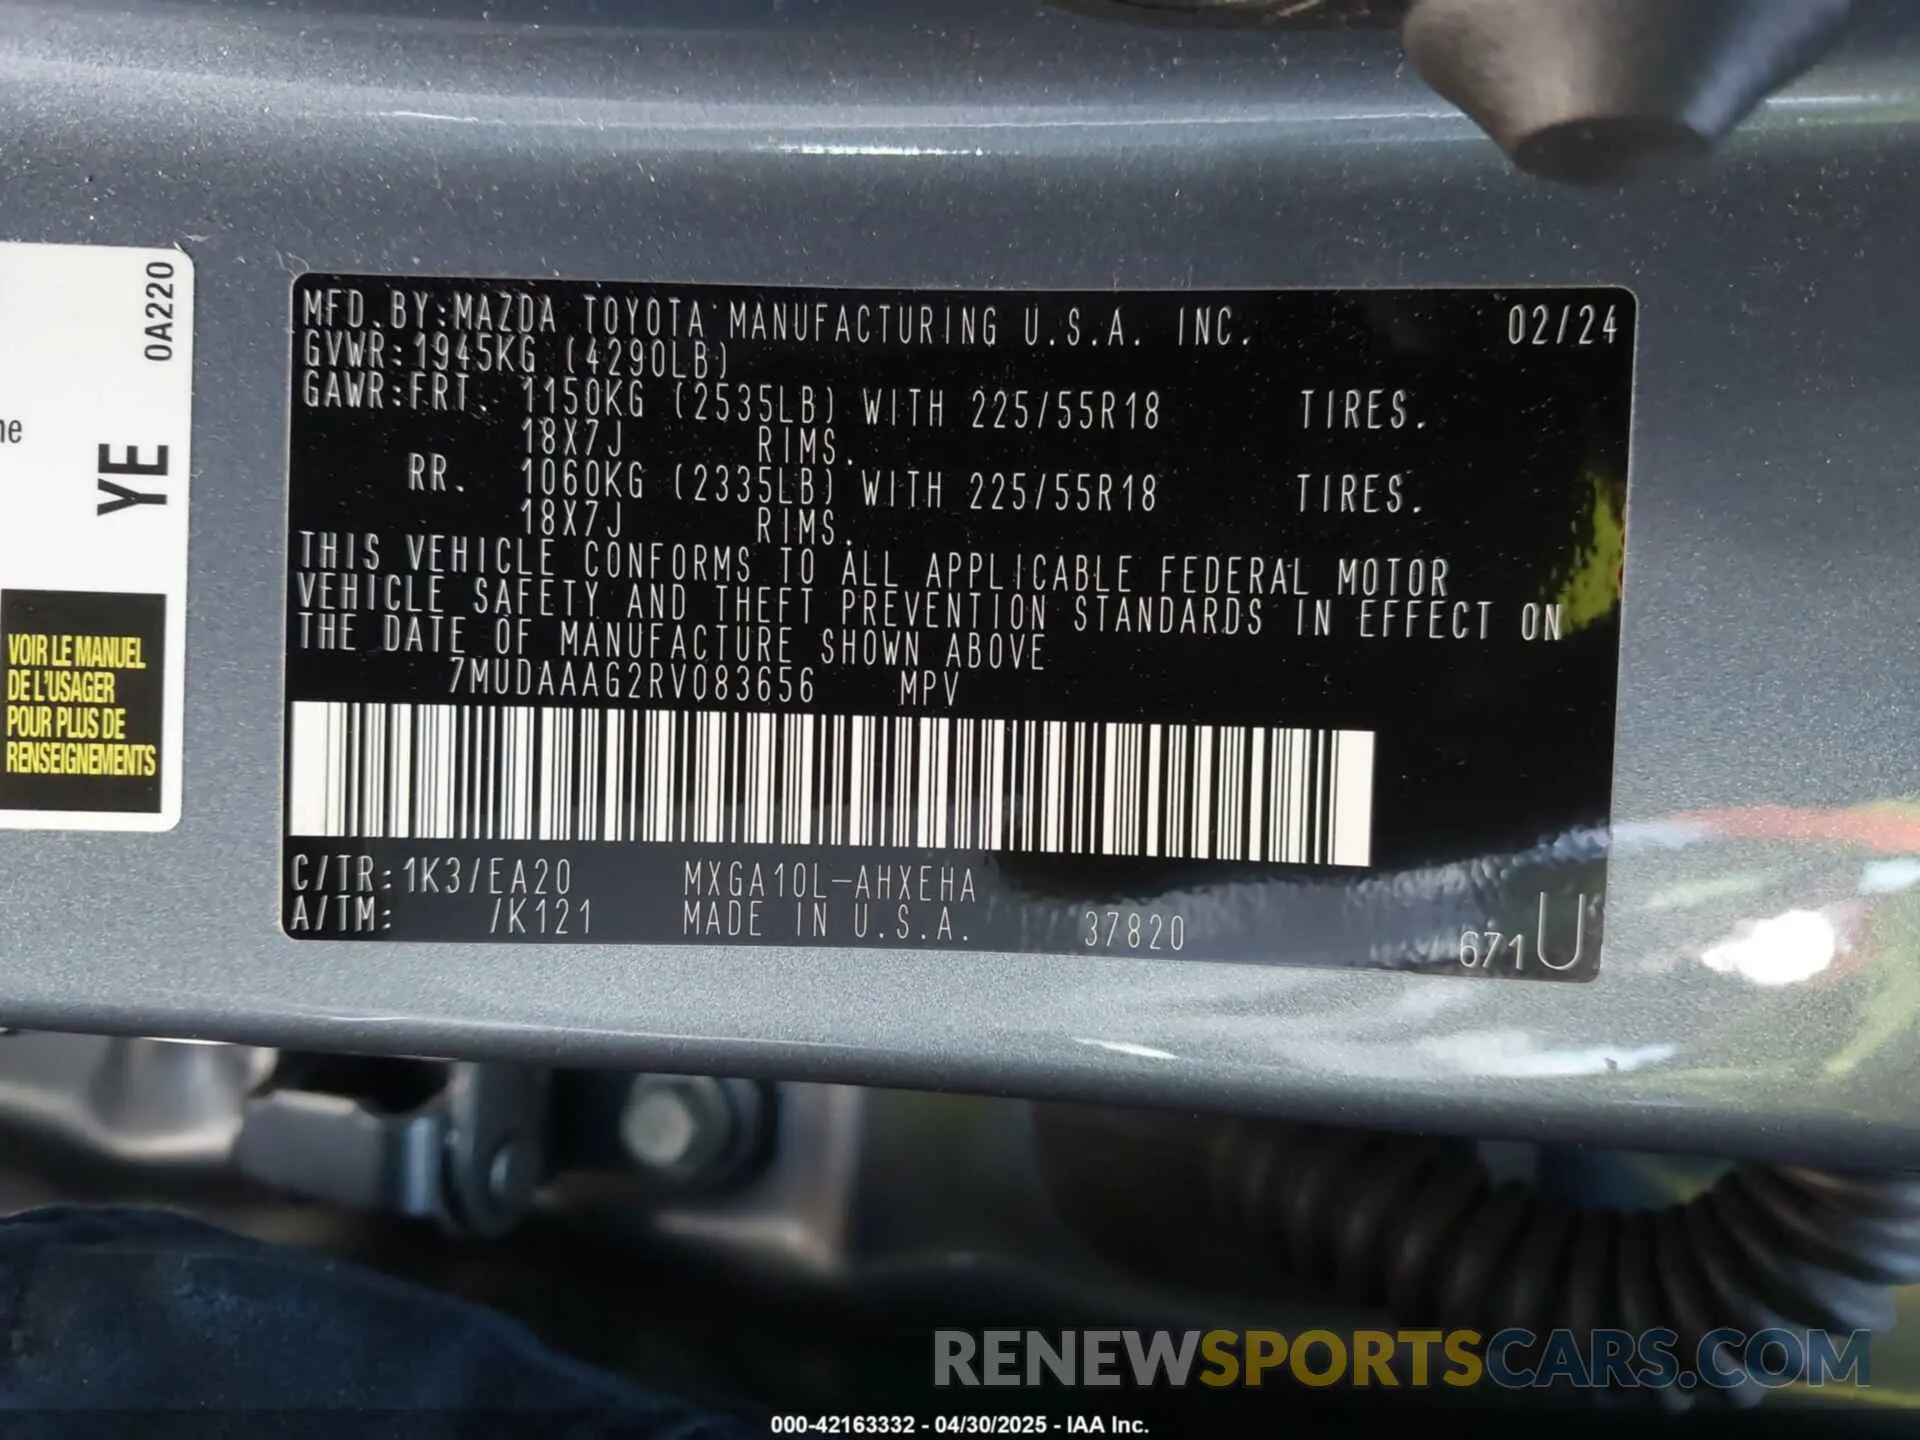 0A220
ne
YE
VOIR LE MANUEL
DE L'USAGER
POUR PLUS DE
RENSEIGNEMENTS
MFD.BY:MAZDA TOYOTA MANUFACTURING U.S.A. INC. 02/24
GVWR:1945KG (4290LB)
GAWR:FRT. 1150KG (2535LB) WITH 225/55R18 TIRES.
18X7J RIMS.
RR. 1060KG (2335LB) WITH 225/55R18 TIRES.
18X7J RIMS.
THIS VEHICLE CONFORMS TO ALL APPLICABLE FEDERAL MOTOR
VEHICLE SAFETY AND THEFT PREVENTION STANDARDS IN EFFECT ON
THE DATE OF MANUFACTURE SHOWN ABOVE
7MUDAAAG2RV083656 MPV
C/TR:1K3/EA20 MXGA10L-AHXEHA
A/TM: /K121 MADE IN U.S.A. 37820 671U
RENEWSPORTSCARS.COM
000-42163332 - 04/30/2025 - IAA Inc.